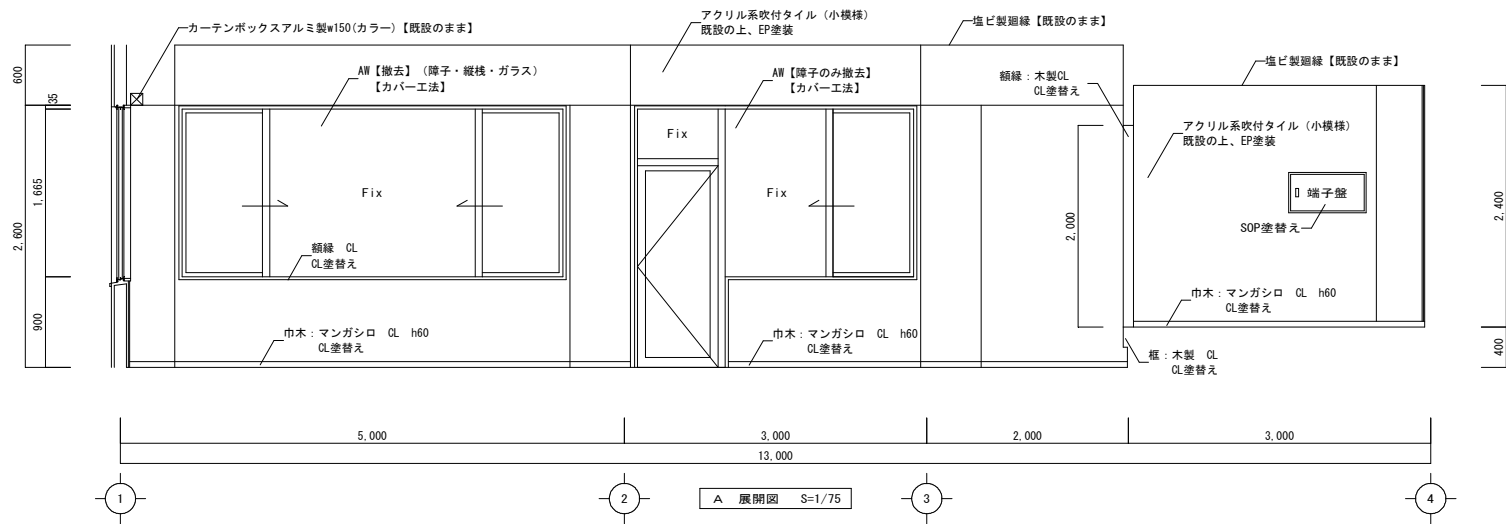 カーテンボックスアルミ製w150(カラー)【既設のまま】
アクリル系吹付タイル（小模様）
既設の上、EP塗装
塩ビ製廻縁【既設のまま】
AW【撤去】（障子・縦桟・ガラス）
【カバー工法】
AW【障子のみ撤去】
【カバー工法】
額縁：木製CL
CL塗替え
塩ビ製廻縁【既設のまま】
アクリル系吹付タイル（小模様）
既設の上、EP塗装
600
35
1,665
2,600
900
Fix
Fix
Fix
2,000
端子盤
SOP塗替え
2,400
400
額縁　CL
CL塗替え
巾木：マンガシロ　CL　h60
CL塗替え
巾木：マンガシロ　CL　h60
CL塗替え
巾木：マンガシロ　CL　h60
CL塗替え
框：木製　CL
CL塗替え
5,000
3,000
2,000
3,000
13,000
1
2
A　展開図　S=1/75
3
4